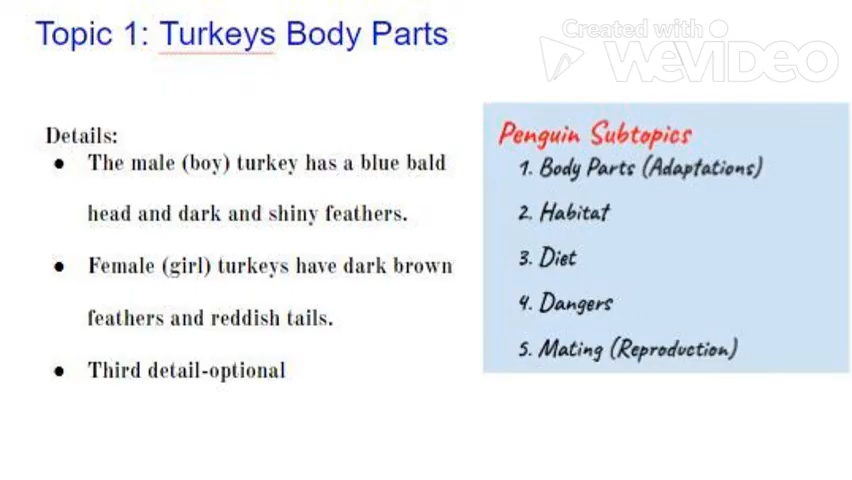 Topic 1: Turkeys Body Parts
Created with
WEVIDEO
Details:
● The male (boy) turkey has a blue bald
head and dark and shiny feathers.
● Female (girl) turkeys have dark brown
feathers and reddish tails.
● Third detail-optional
Penguin Subtopics
1. Body Parts (Adaptations)
2. Habitat
3. Diet
4. Dangers
5. Mating (Reproduction)